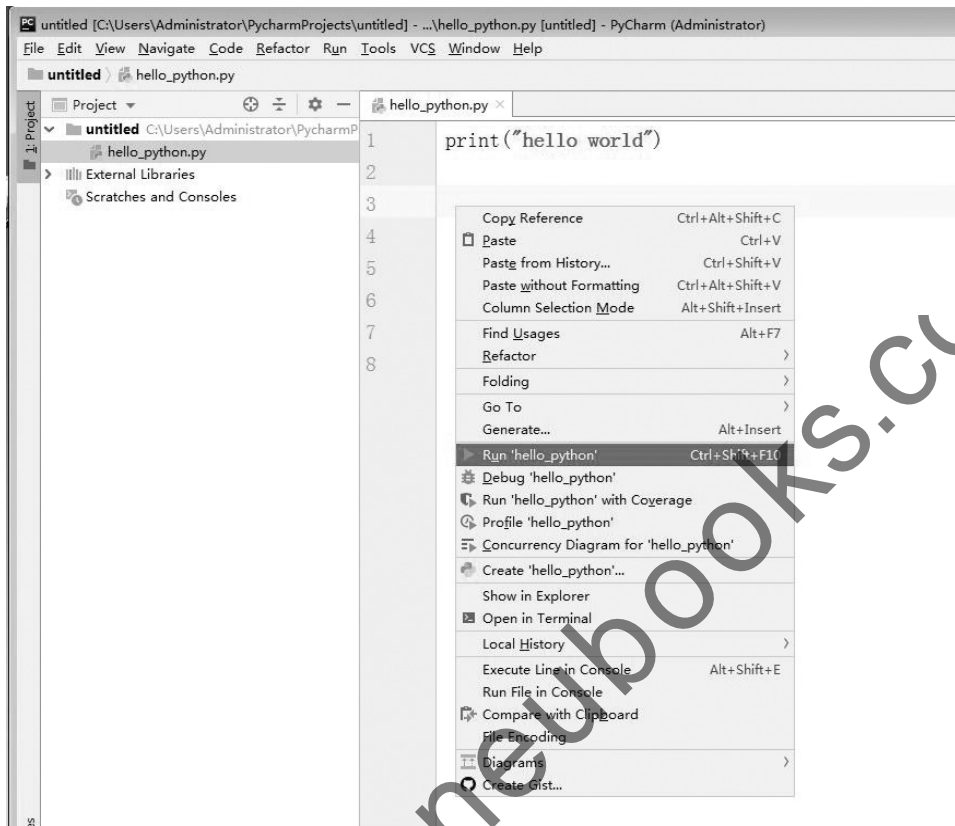 untitled [C:\Users\Administrator\PycharmProjects\untitled] - ...\hello_python.py [untitled] - PyCharm (Administrator)
File Edit View Navigate Code Refactor Run Tools VCS Window Help
untitled hello_python.py
1: Project
Project
hello_python.py
untitled C:\Users\Administrator\PycharmP
hello_python.py
External Libraries
Scratches and Consoles
1 print("hello world")
2
3
4
5
6
7
8
Copy Reference Ctrl+Alt+Shift+C
Paste Ctrl+V
Paste from History... Ctrl+Shift+V
Paste without Formatting Ctrl+Alt+Shift+V
Column Selection Mode Alt+Shift+Insert
Find Usages Alt+F7
Refactor
Folding
Go To
Generate... Alt+Insert
Run 'hello_python' Ctrl+Shift+F10
Debug 'hello_python'
Run 'hello_python' with Coverage
Profile 'hello_python'
Concurrency Diagram for 'hello_python'
Create 'hello_python'...
Show in Explorer
Open in Terminal
Local History
Execute Line in Console Alt+Shift+E
Run File in Console
Compare with Clipboard
File Encoding
Diagrams
Create Gist...
neubooks.co